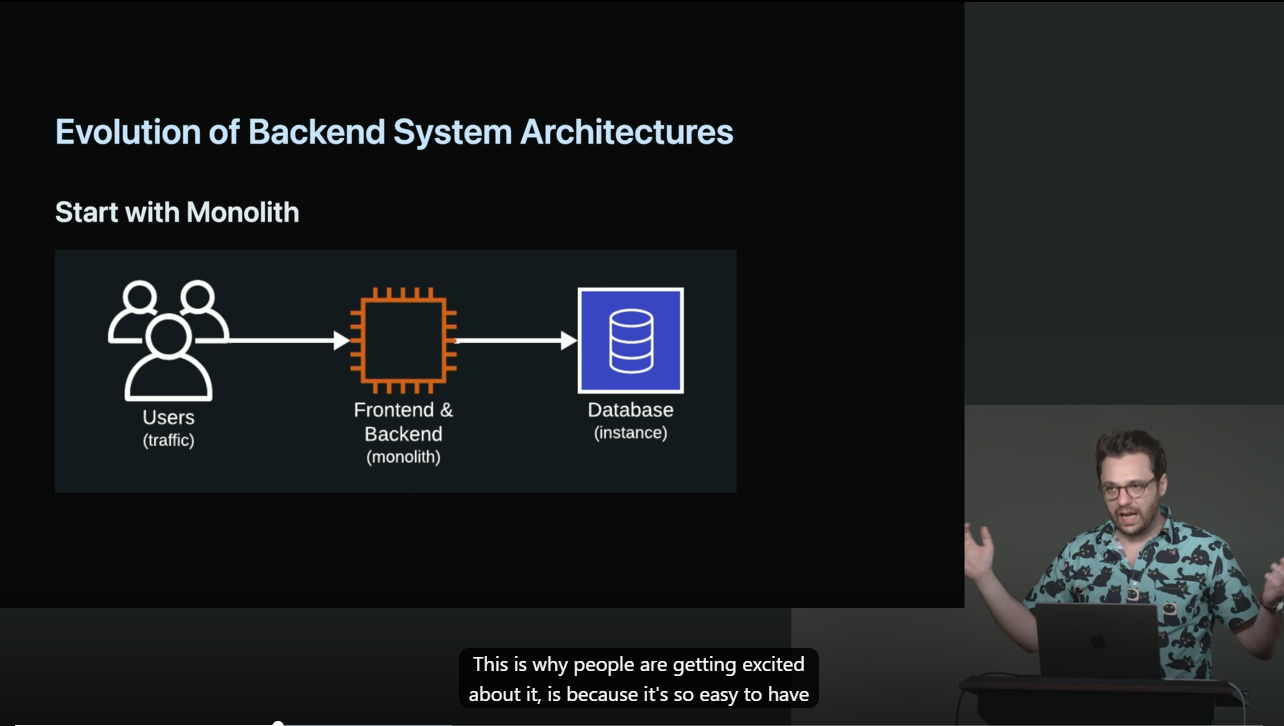 Evolution of Backend System Architectures
Start with Monolith
Users
(traffic)
Frontend &
Backend
(monolith)
Database
(instance)
This is why people are getting excited
about it, is because it's so easy to have